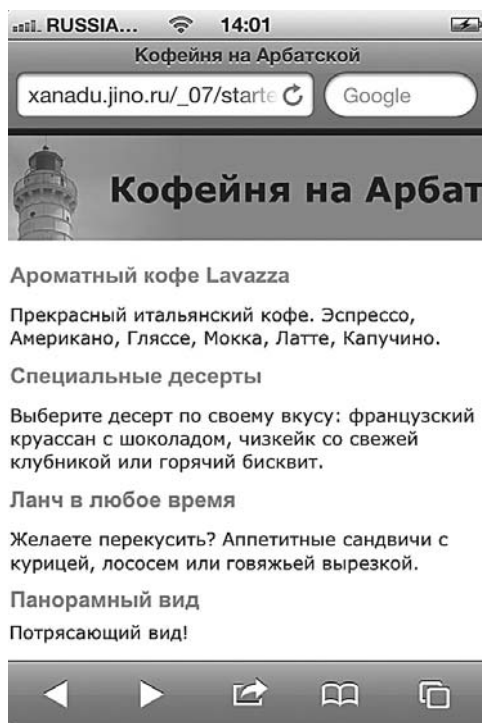 RUSSIA... 14:01
Кофейня на Арбатской
xanadu.jino.ru/_07/starte Google
Кофейня на Арбат
Ароматный кофе Lavazza
Прекрасный итальянский кофе. Эспрессо,
Американо, Гляссе, Мокка, Латте, Капучино.
Специальные десерты
Выберите десерт по своему вкусу: французский
круассан с шоколадом, чизкейк со свежей
клубникой или горячий бисквит.
Ланч в любое время
Желаете перекусить? Аппетитные сандвичи с
курицей, лососем или говяжьей вырезкой.
Панорамный вид
Потрясающий вид!